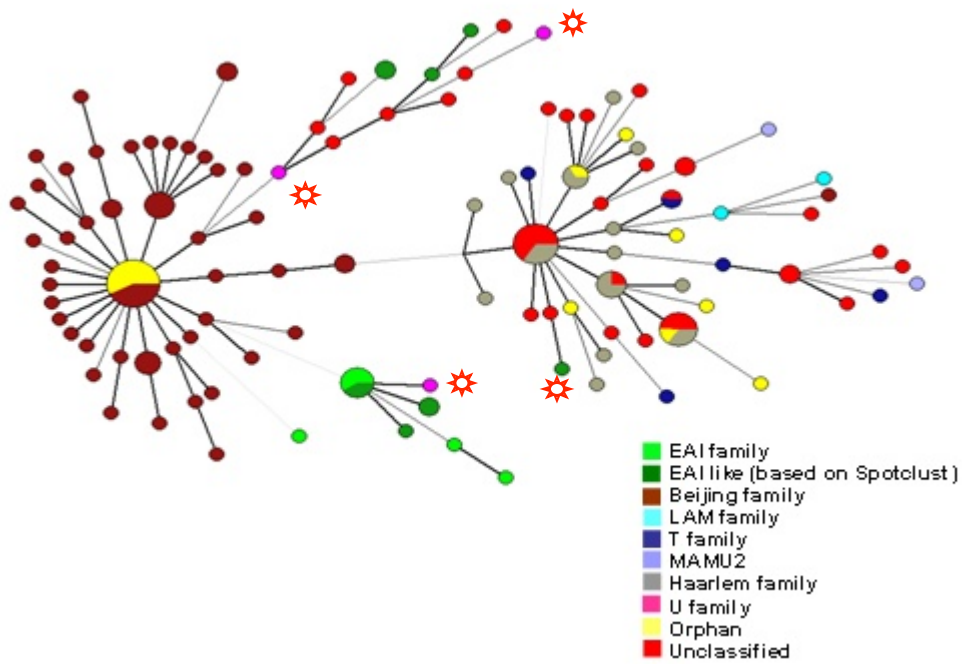 EAI family
EAI like (based on Spotclust)
Beijing family
LAM family
T family
MAMU2
Haarlem family
U family
Orphan
Unclassified